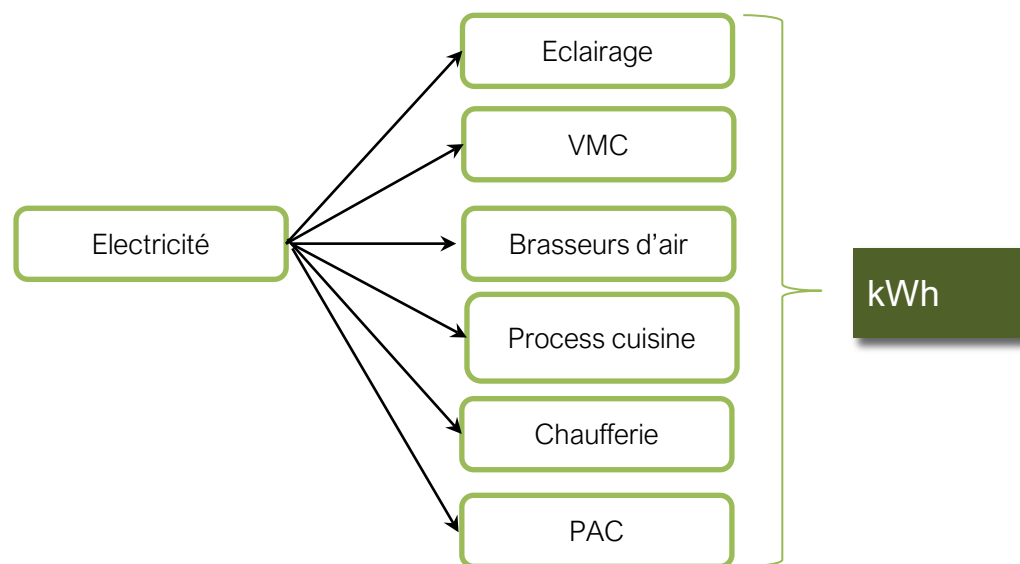 Eclairage
VMC
Electricité
Brasseurs d’air
kWh
Process cuisine
Chaufferie
PAC